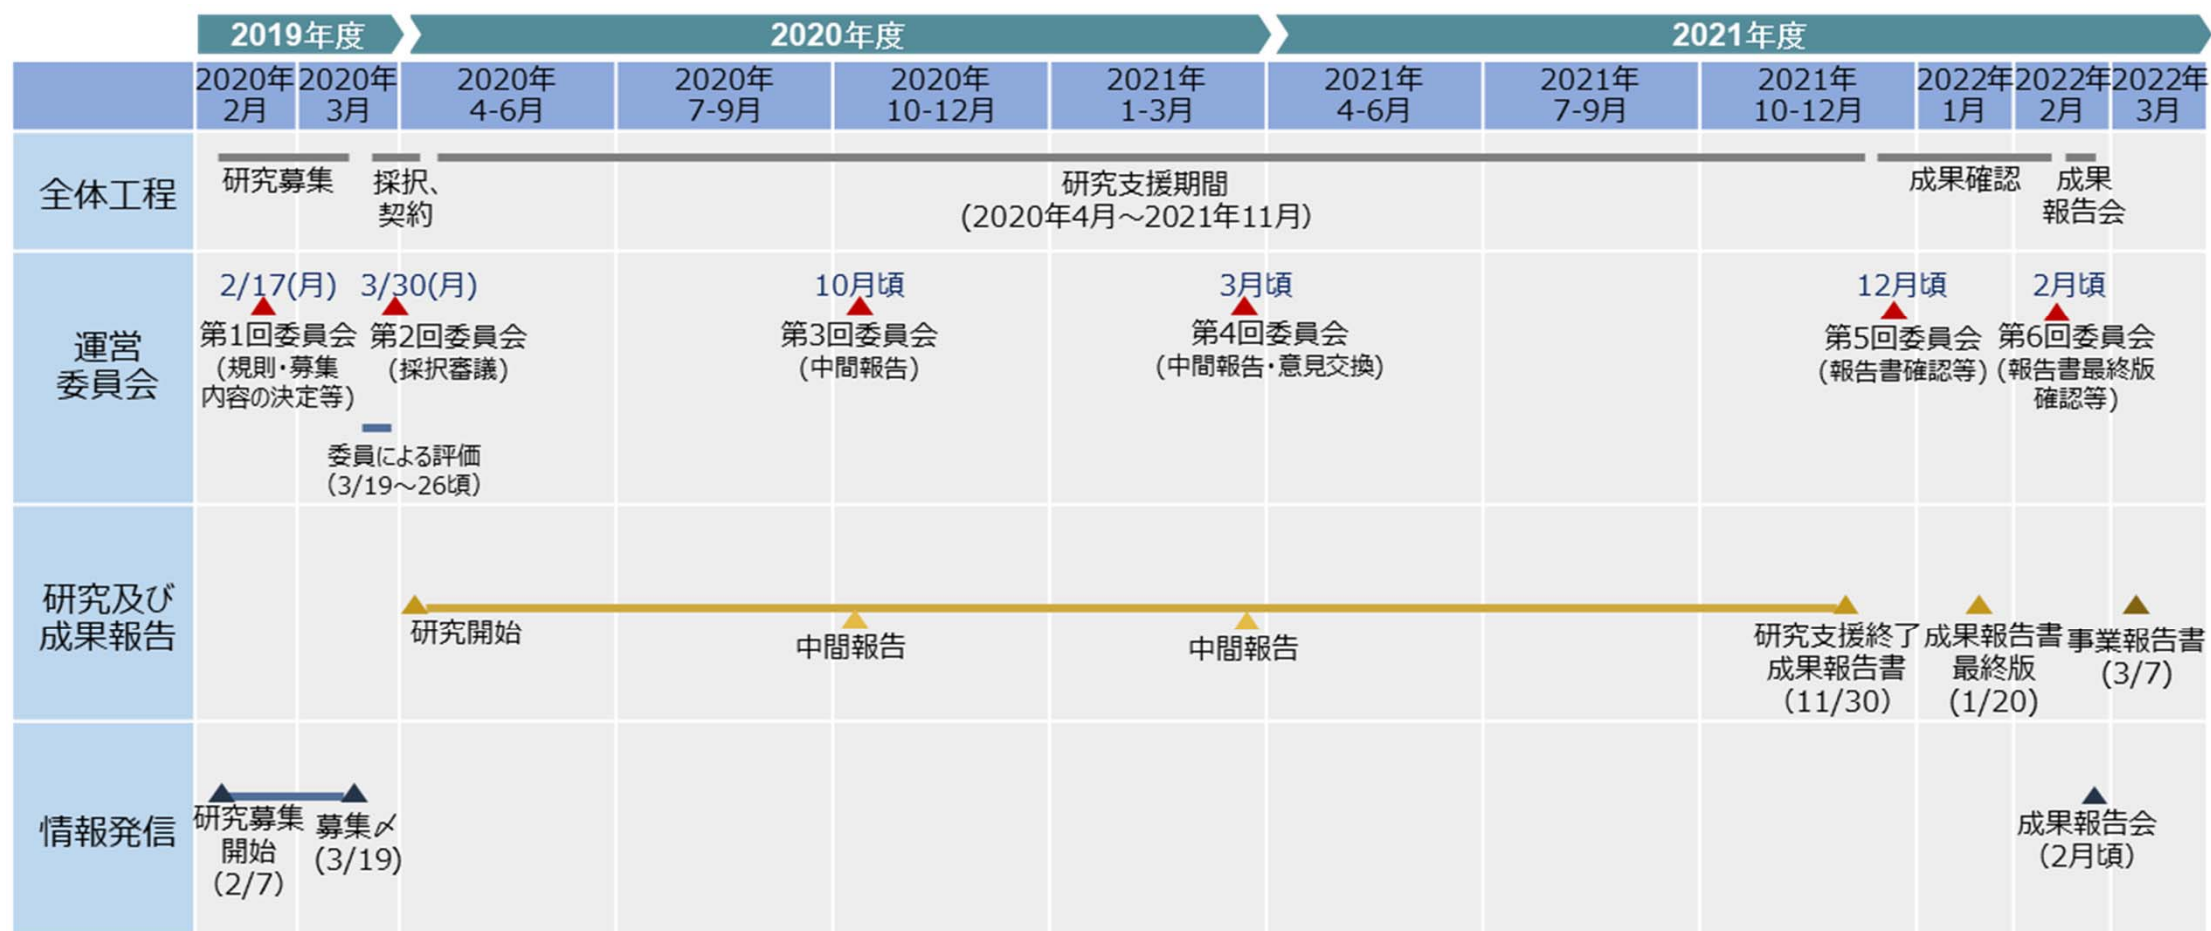 2019年度
2020年度
2021年度
2020年
2月
2020年
3月
2020年
4-6月
2020年
7-9月
2020年
10-12月
2021年
1-3月
2021年
4-6月
2021年
7-9月
2021年
10-12月
2022年
1月
2022年
2月
2022年
3月
全体工程
研究募集
採択、
契約
研究支援期間
(2020年4月～2021年11月)
成果確認
成果
報告会
運営
委員会
2/17(月)
第1回委員会
(規則･募集
内容の決定等)
3/30(月)
第2回委員会
(採択審議)
委員による評価
(3/19～26頃)
10月頃
第3回委員会
(中間報告)
3月頃
第4回委員会
(中間報告･意見交換)
12月頃
第5回委員会
(報告書確認等)
2月頃
第6回委員会
(報告書最終版
確認等)
研究及び
成果報告
研究開始
中間報告
中間報告
研究支援終了
成果報告書
(11/30)
成果報告書
最終版
(1/20)
事業報告書
(3/7)
情報発信
研究募集
開始
(2/7)
募集〆
(3/19)
成果報告会
(2月頃)